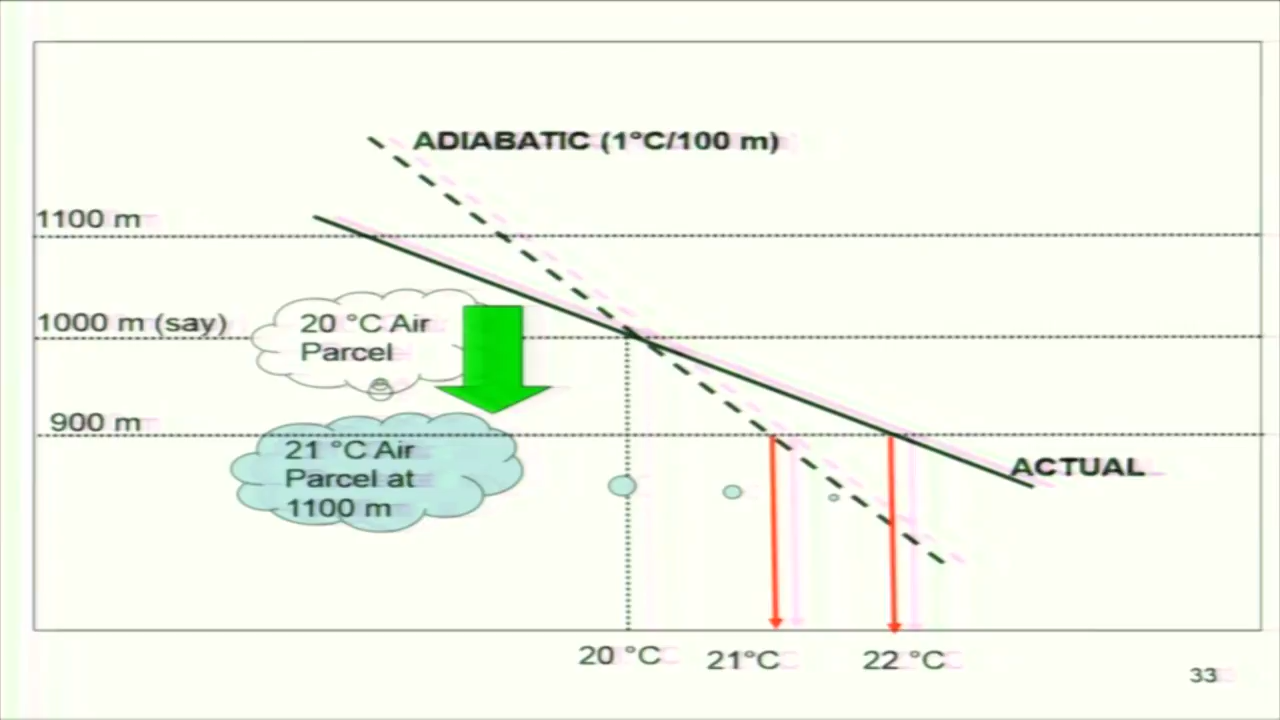 ADIABATIC (1°C/100 m)
1100 m
1000 m (say)
20 °C Air
Parcel
900 m
21 °C Air
Parcel at
1100 m
ACTUAL
20 °C
21°C
22 °C
33